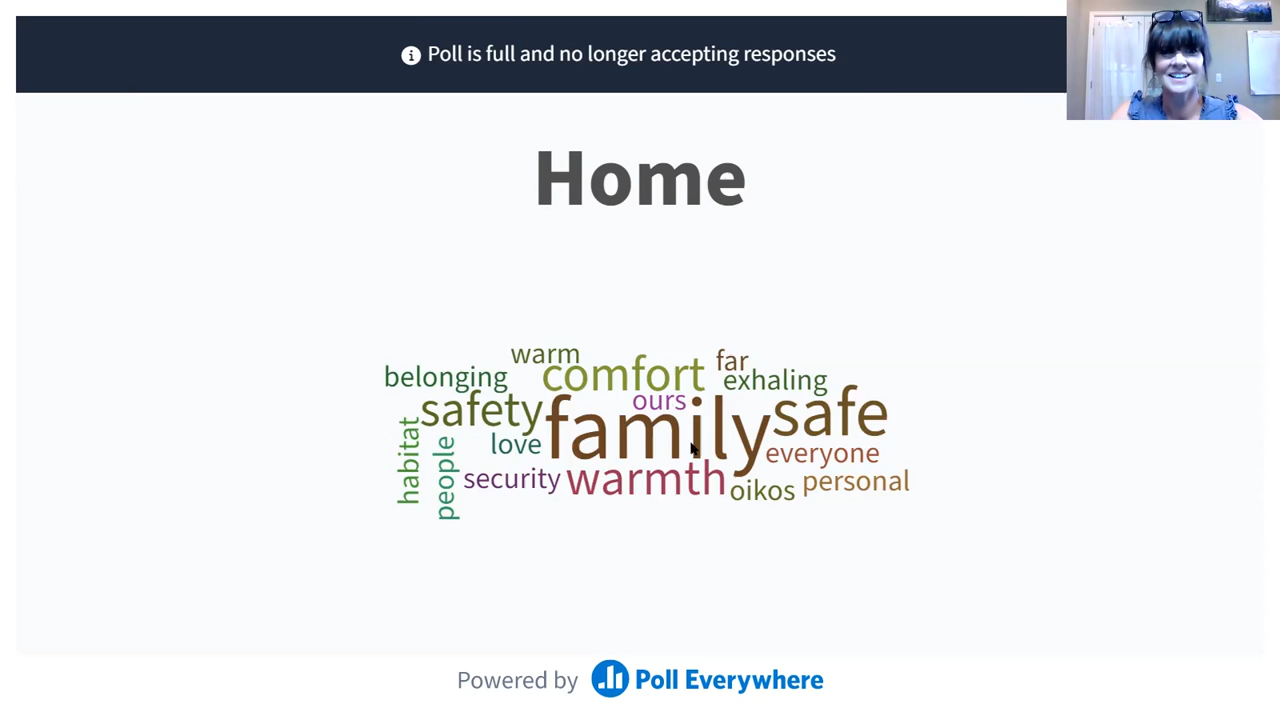 Poll is full and no longer accepting responses
Home
warm
far
belonging
comfort
exhaling
ours
safety
family
safe
love
everyone
habitat
people
security
warmth
oikos
personal
Powered by Poll Everywhere